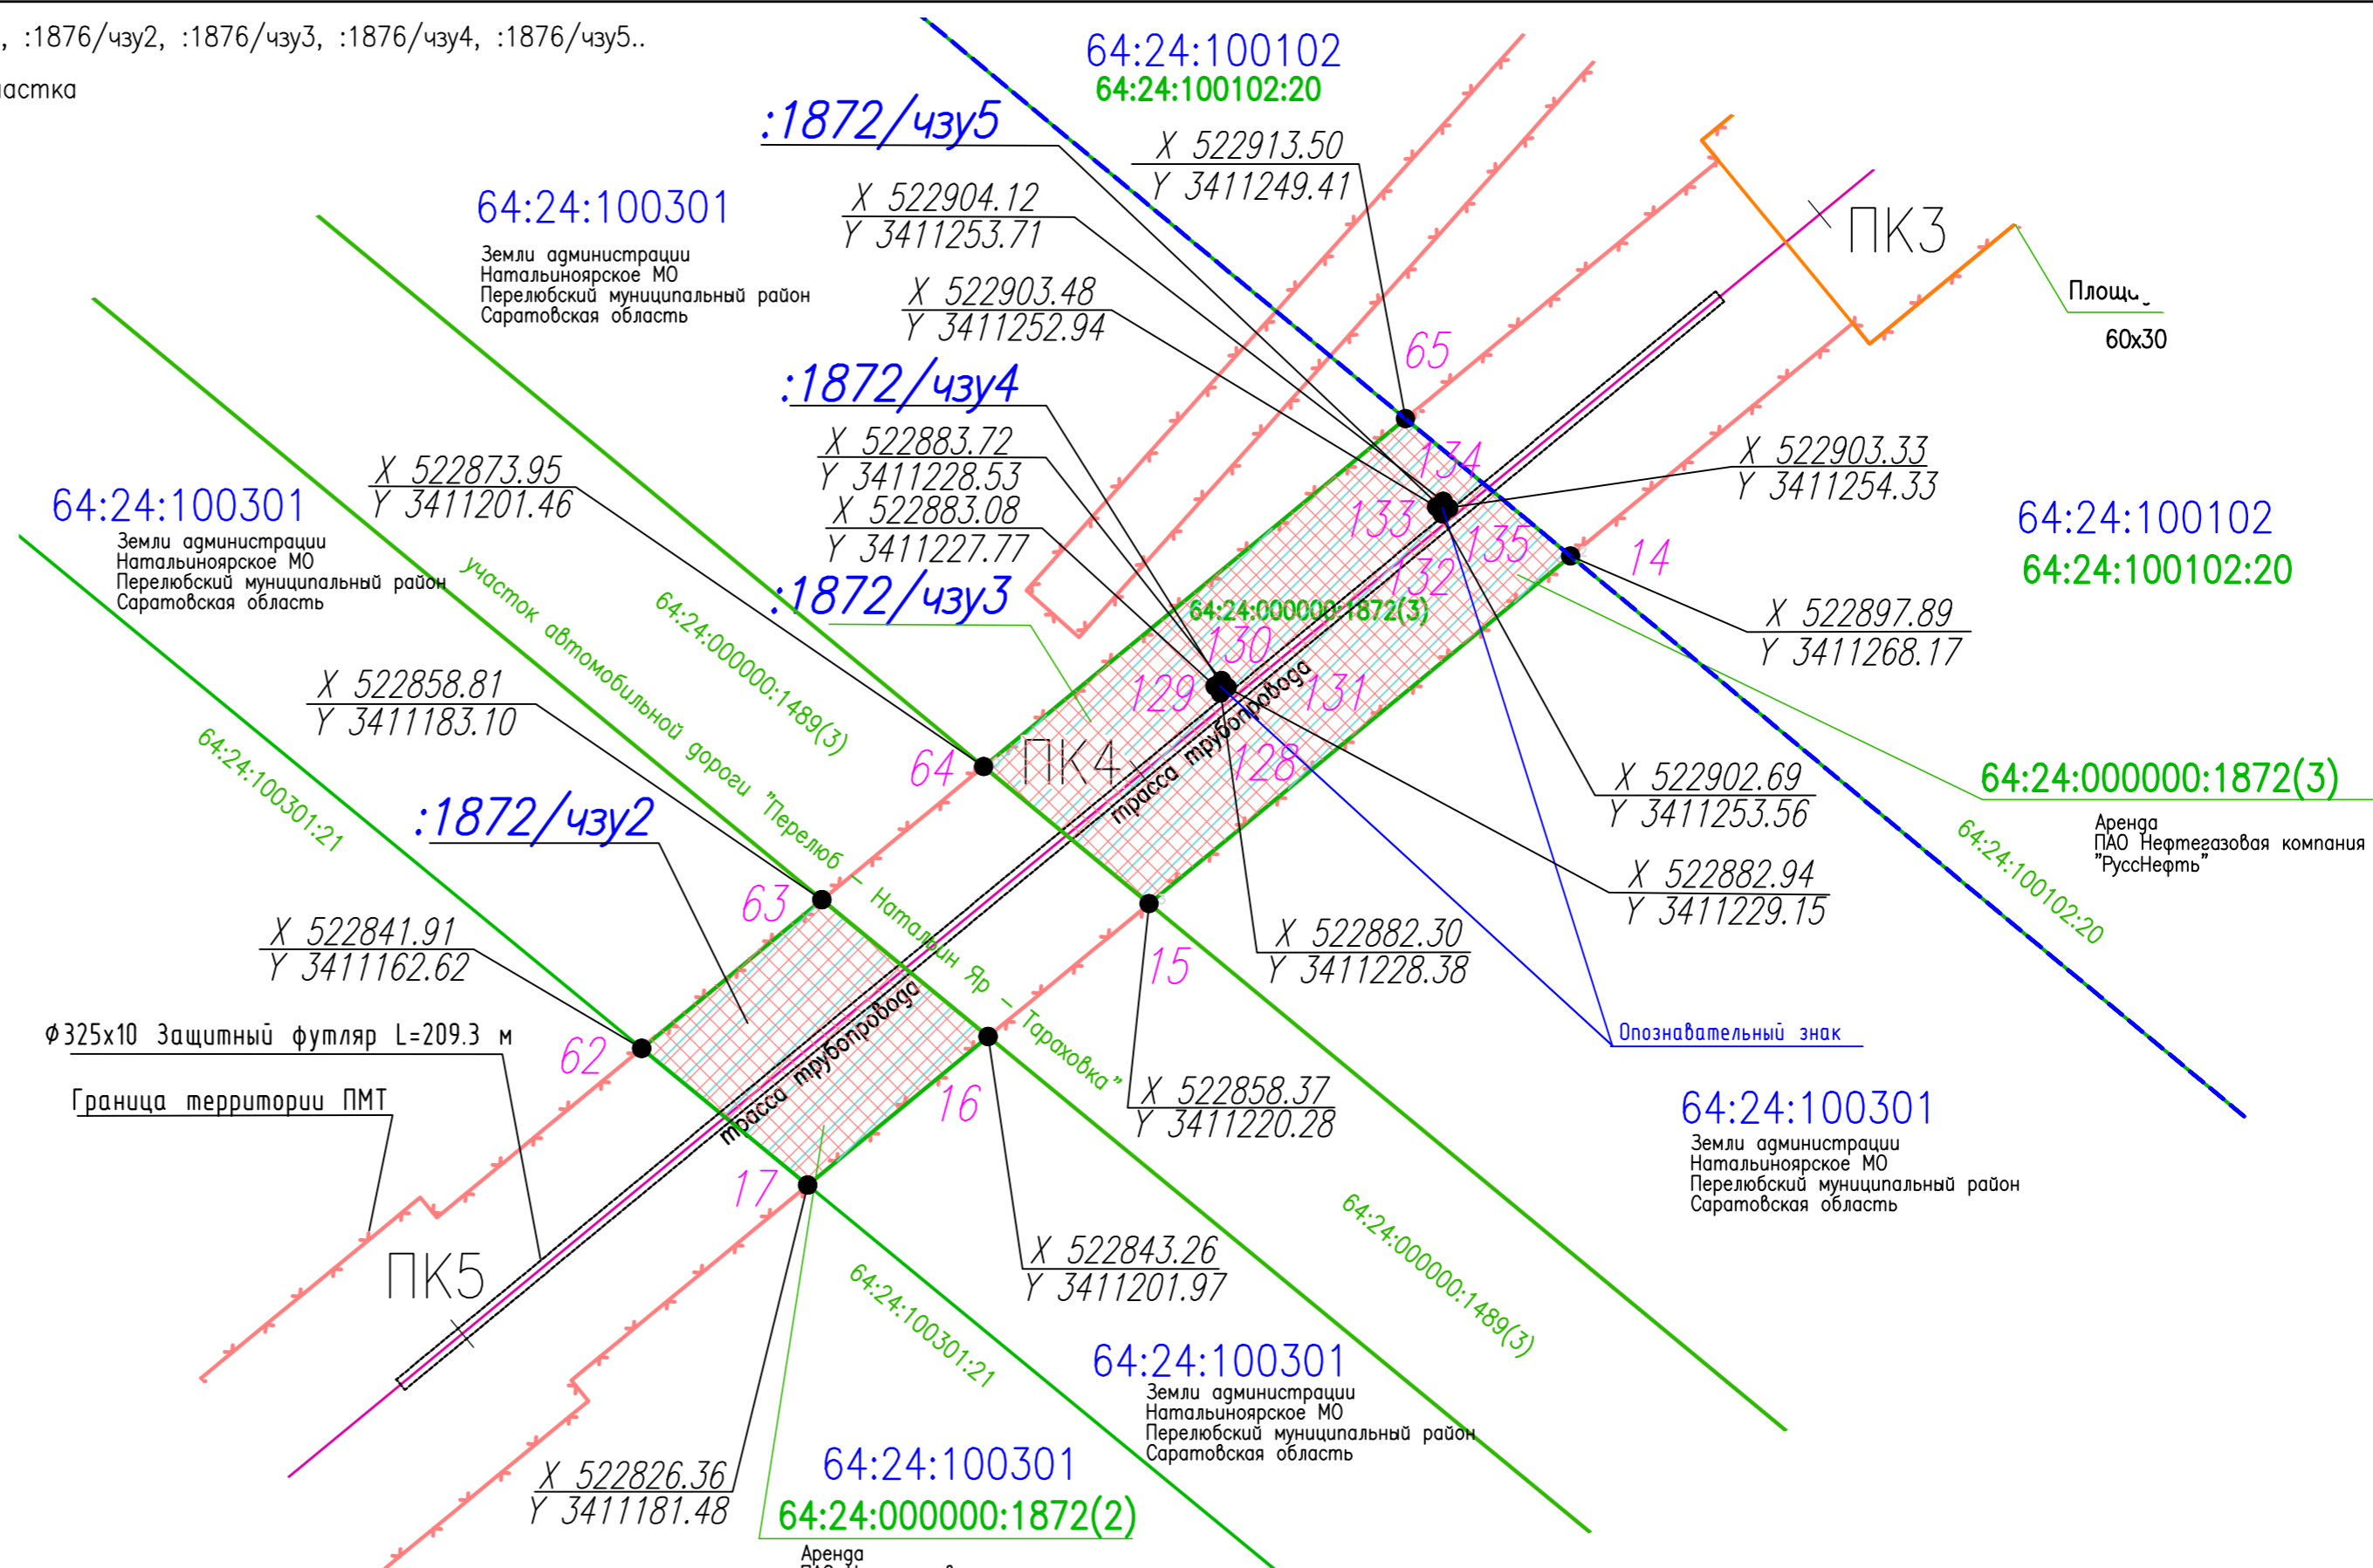 , :1876/чзу2, :1876/чзу3, :1876/чзу4, :1876/чзу5..
астка
64:24:100102
64:24:100102:20
:1872/чзу5
X 522913.50
Y 3411249.41
64:24:100301
Земли администрации
Натальиноярское МО
Перелюбский муниципальный район
Саратовская область
X 522904.12
Y 3411253.71
ПК3
X 522903.48
Y 3411252.94
60х30
65
:1872/чзу4
X 522883.72
Y 3411228.53
X 522873.95
Y 3411201.46
134
X 522903.33
Y 3411254.33
64:24:100301
Земли администрации
Натальиноярское МО
Перелюбский муниципальный район
Саратовская область
X 522883.08
Y 3411227.77
133
135
14
64:24:100102
64:24:100102:20
участок автомобильной дороги "Перелюб - Натальин Яр - Тараховка"
64:24:000000:1489(3)
:1872/чзу3
132
64:24:000000:1872(3)
X 522897.89
Y 3411268.17
130
129
131
X 522858.81
Y 3411183.10
64:24:100301:21
64
ПК4
128
трасса трубопровода
X 522902.69
Y 3411253.56
64:24:000000:1872(3)
Аренда
ПАО Нефтегазовая компания
"РуссНефть"
64:24:100102:20
:1872/чзу2
63
X 522882.94
Y 3411229.15
X 522841.91
Y 3411162.62
15
X 522882.30
Y 3411228.38
трасса трубопровода
Опознавательный знак
Ф325х10 Защитный футляр L=209.3 м
62
16
Граница территории ПМТ
X 522858.37
Y 3411220.28
64:24:100301
Земли администрации
Натальиноярское МО
Перелюбский муниципальный район
Саратовская область
17
64:24:000000:1489(3)
ПК5
X 522843.26
Y 3411201.97
64:24:100301:21
64:24:100301
Земли администрации
Натальиноярское МО
Перелюбский муниципальный район
Саратовская область
X 522826.36
Y 3411181.48
64:24:100301
64:24:000000:1872(2)
Аренда